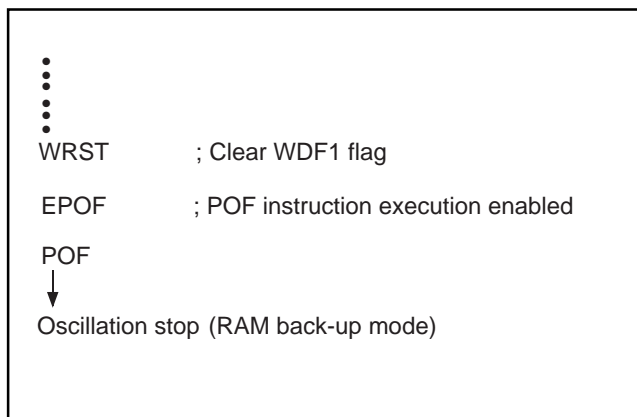 WRST ; Clear WDF1 flag
EPOF ; POF instruction execution enabled
POF
Oscillation stop (RAM back-up mode)